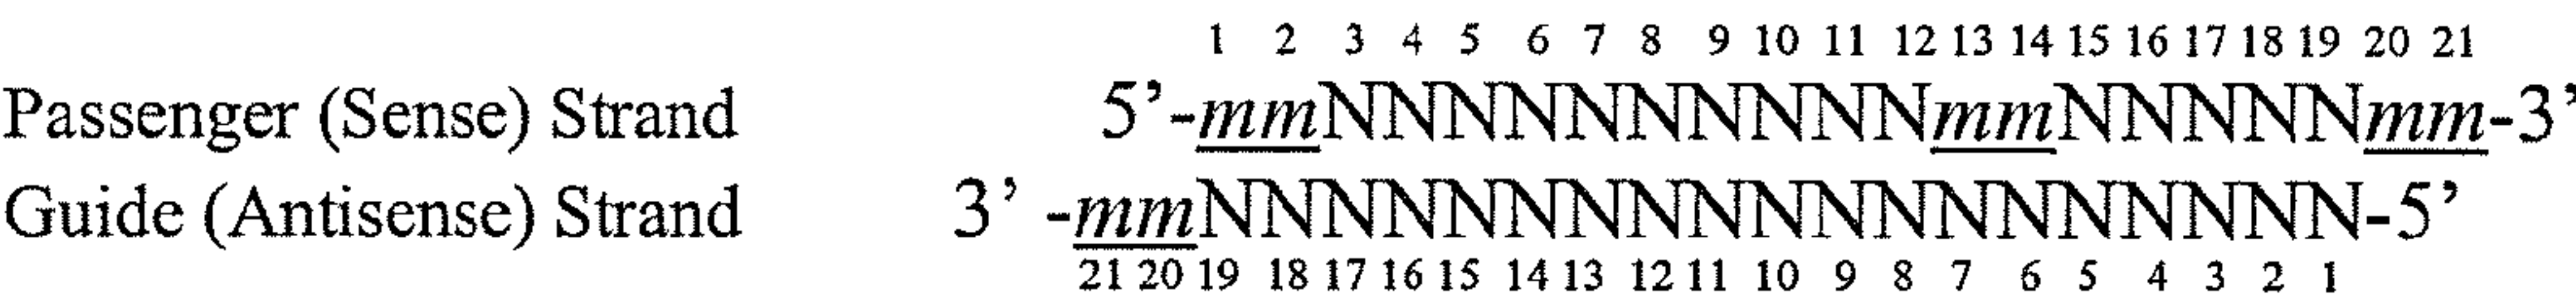 1 2 3 4 5 6 7 8 9 10 11 12 13 14 15 16 17 18 19 20 21
Passenger (Sense) Strand 5’-mmNNNNNNNNNNmmNNNNNmm-3’
Guide (Antisense) Strand 3’ -mmNNNNNNNNNNNNNNNNNNN-5’
21 20 19 18 17 16 15 14 13 12 11 10 9 8 7 6 5 4 3 2 1